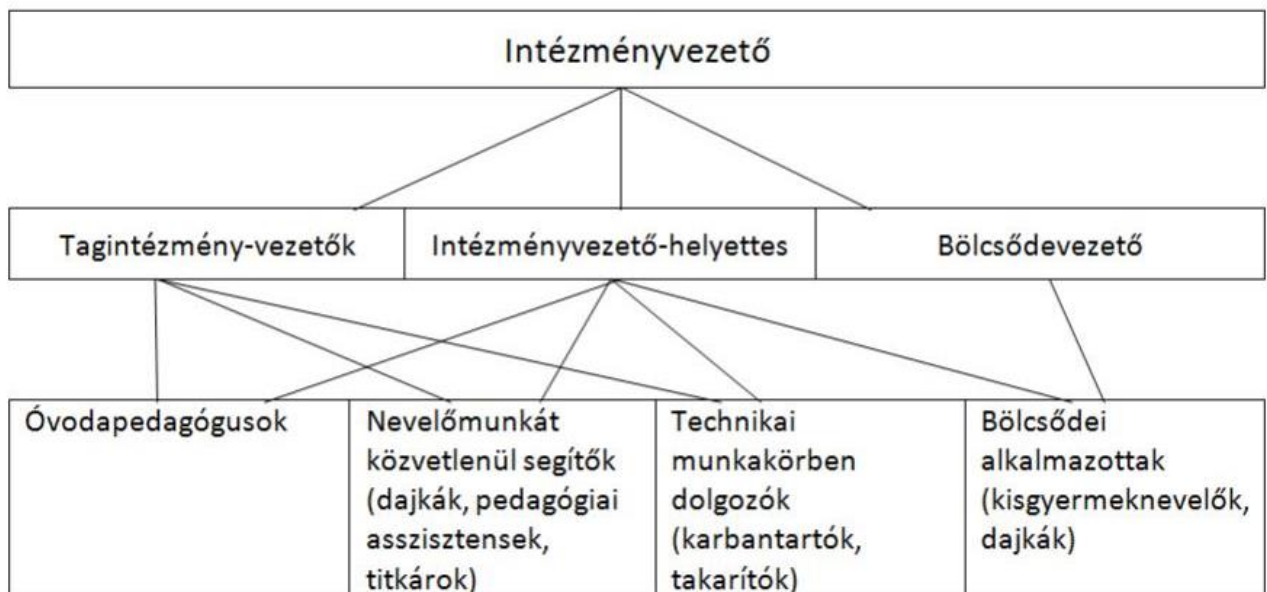 Intézményvezető
Tagintézmény-vezetők
Intézményvezető-helyettes
Bölcsődevezető
Óvodapedagógusok
Nevelőmunkát
közvetlenül segítők
(dajkák, pedagógiai
asszisztensek,
titkárok)
Technikai
munkakörben
dolgozók
(karbantartók,
takarítók)
Bölcsődei
alkalmazottak
(kisgyermeknevelők,
dajkák)